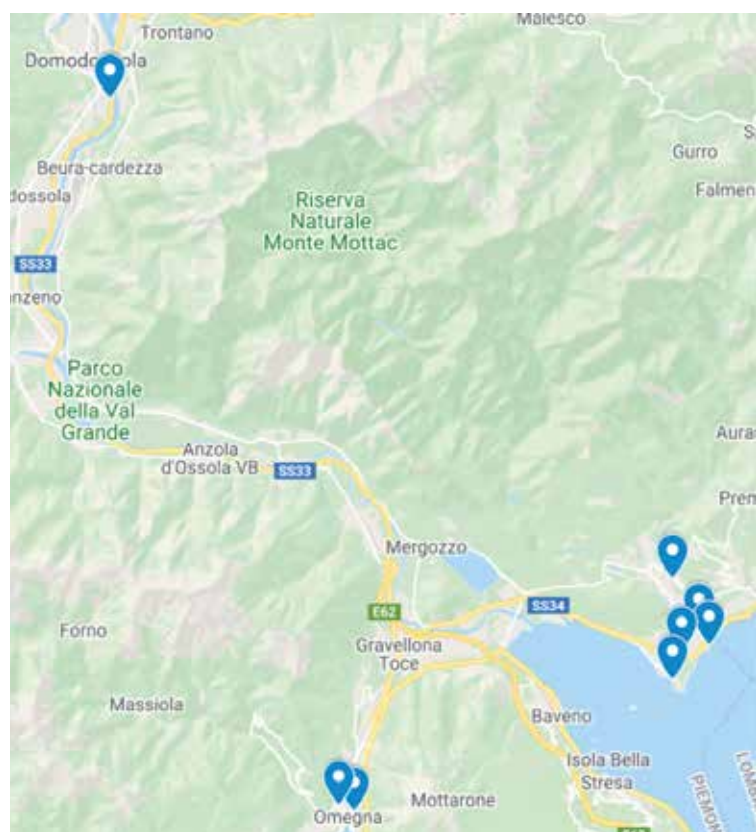 Malesco
Trontano
Domodossola
S
Gurro
Beura-cardezza
dossola
Falmen
Riserva
Naturale
Monte Mottac
SS33
nzeno
Parco
Nazionale
della Val
Grande
Auras
Anzola
d'Ossola VB
SS33
Prem
Mergozzo
SS34
E62
Forno
Gravellona
Toce
Massiola
Baveno
Isola Bella
Stresa
Mottarone
Omegna
PIEMON
LOMB